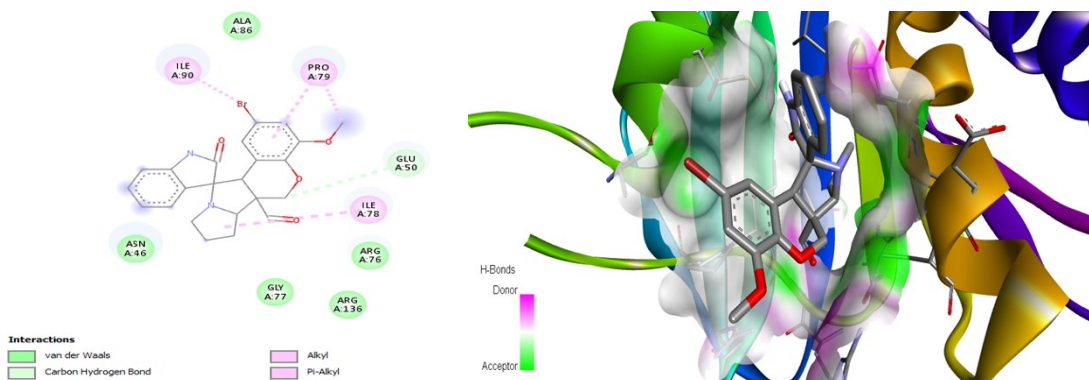 ALA
A:86
ILE
A:90
PRO
A:79
Br
O
N
O
GLU
A:50
N
O
ILE
A:78
ASN
A:46
ARG
A:76
GLY
A:77
ARG
A:136
Interactions
van der Waals
Carbon Hydrogen Bond
Alkyl
Pi-Alkyl
H-Bonds
Donor
Acceptor